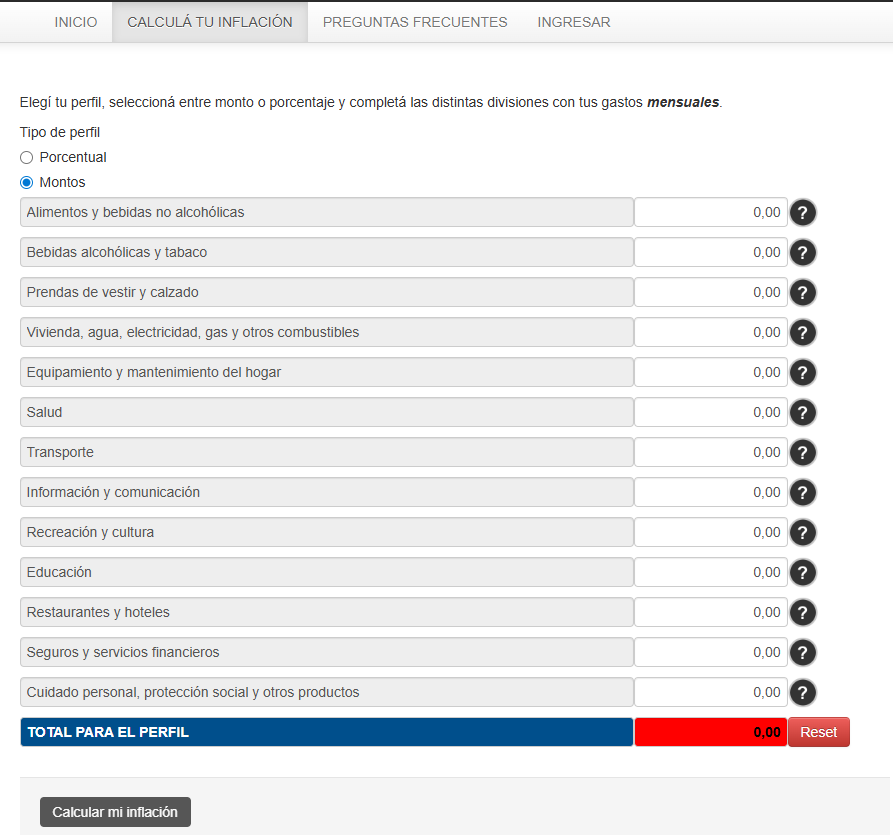 INICIO CALCULÁ TU INFLACIÓN PREGUNTAS FRECUENTES INGRESAR
Elegí tu perfil, seleccioná entre monto o porcentaje y completá las distintas divisiones con tus gastos mensuales.
Tipo de perfil
Porcentual
Montos
Alimentos y bebidas no alcohólicas 0,00 ?
Bebidas alcohólicas y tabaco 0,00 ?
Prendas de vestir y calzado 0,00 ?
Vivienda, agua, electricidad, gas y otros combustibles 0,00 ?
Equipamiento y mantenimiento del hogar 0,00 ?
Salud 0,00 ?
Transporte 0,00 ?
Información y comunicación 0,00 ?
Recreación y cultura 0,00 ?
Educación 0,00 ?
Restaurantes y hoteles 0,00 ?
Seguros y servicios financieros 0,00 ?
Cuidado personal, protección social y otros productos 0,00 ?
TOTAL PARA EL PERFIL 0,00 Reset
Calcular mi inflación